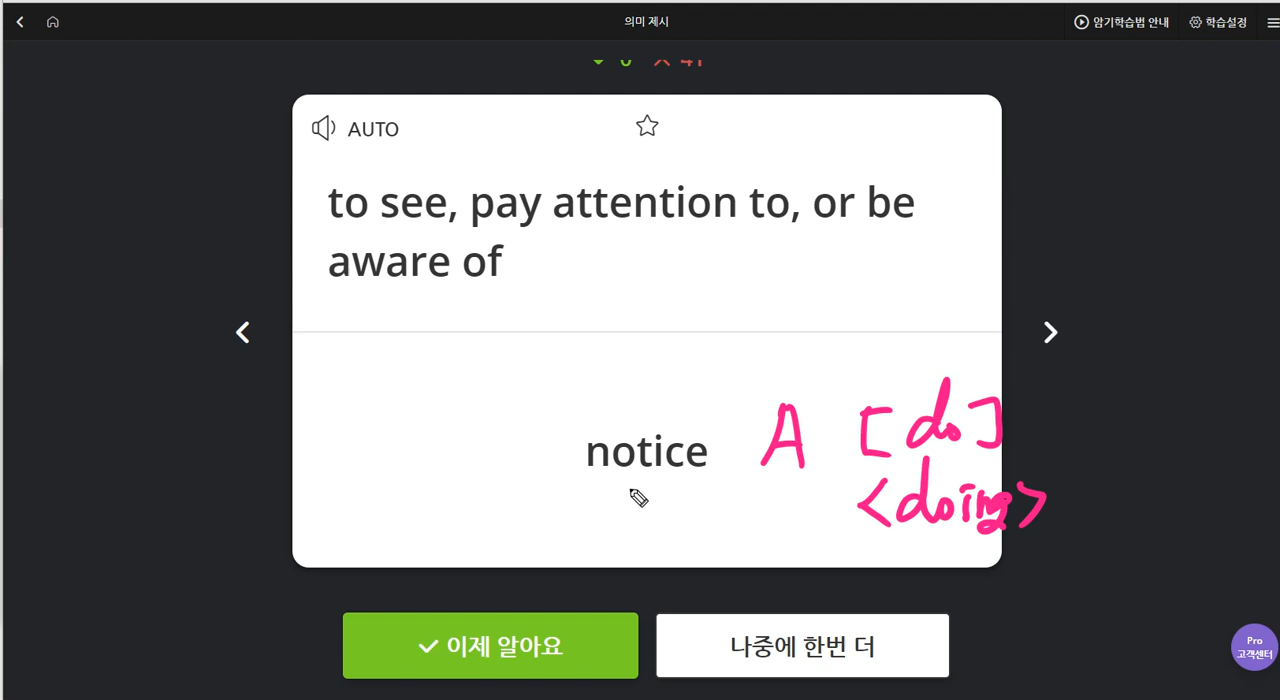 의미 제시
암기학습법 안내
학습설정
AUTO
to see, pay attention to, or be
aware of
notice A [do]
<doing>
이제 알아요
나중에 한번 더
Pro
고객센터